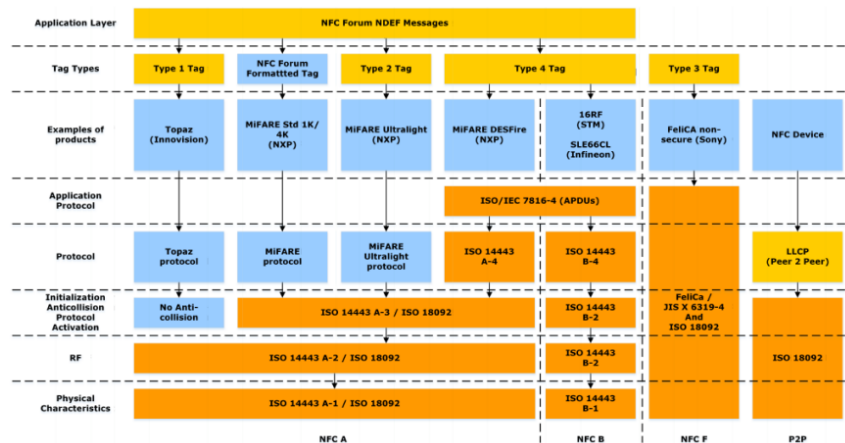 Application Layer
NFC Forum NDEF Messages
Tag Types
Type 1 Tag
NFC Forum
Formattted Tag
Type 2 Tag
Type 4 Tag
Type 3 Tag
Examples of
products
Topaz
(Innovision)
MiFARE Std 1K/
4K
(NXP)
MiFARE Ultralight
(NXP)
MiFARE DESFire
(NXP)
16RF
(STM)
SLE66CL
(Infineon)
FeliCA non-
secure (Sony)
NFC Device
Application
Protocol
ISO/IEC 7816-4 (APDUs)
Protocol
Topaz
protocol
MiFARE
protocol
MiFARE
Ultralight
protocol
ISO 14443
A-4
ISO 14443
B-4
LLCP
(Peer 2 Peer)
Initialization
Anticollision
Protocol
Activation
No Anti-
collision
ISO 14443 A-3 / ISO 18092
ISO 14443
B-2
FeliCa /
JIS X 6319-4
And
ISO 18092
RF
ISO 14443 A-2 / ISO 18092
ISO 14443
B-2
ISO 18092
Physical
Characteristics
ISO 14443 A-1 / ISO 18092
ISO 14443
B-1
NFC A
NFC B
NFC F
P2P